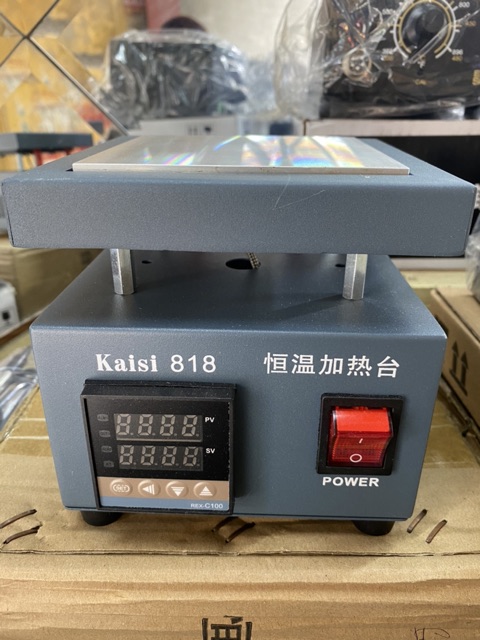 Kaisi 818 恒温加热台
PV
SV
SET
REX-C100
POWER